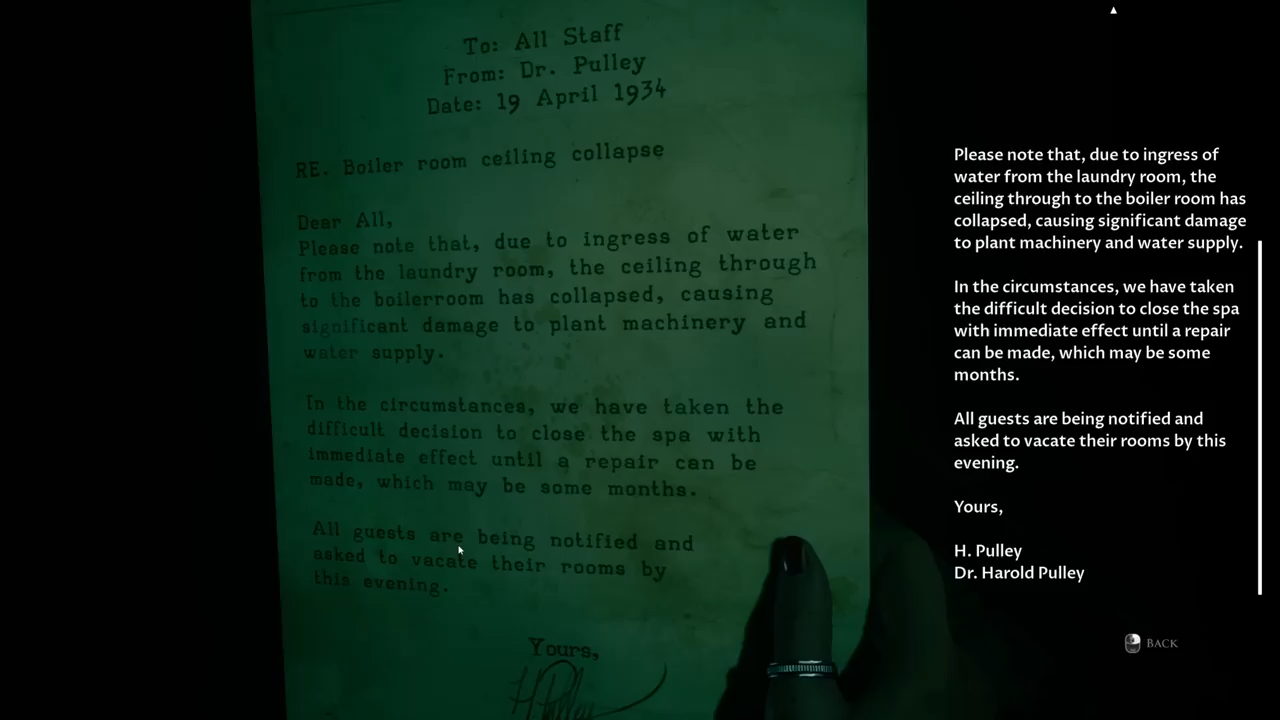 To: All Staff
From: Dr. Pulley
Date: 19 April 1934
RE. Boiler room ceiling collapse
Dear All,
Please note that, due to ingress of water
from the laundry room, the ceiling through
to the boilerroom has collapsed, causing
significant damage to plant machinery and
water supply.
In the circumstances, we have taken the
difficult decision to close the spa with
immediate effect until a repair can be
made, which may be some months.
All guests are being notified and
asked to vacate their rooms by
this evening.
Yours,
H.Pulley
Please note that, due to ingress of
water from the laundry room, the
ceiling through to the boiler room has
collapsed, causing significant damage
to plant machinery and water supply.
In the circumstances, we have taken
the difficult decision to close the spa
with immediate effect until a repair
can be made, which may be some
months.
All guests are being notified and
asked to vacate their rooms by this
evening.
Yours,
H. Pulley
Dr. Harold Pulley
BACK